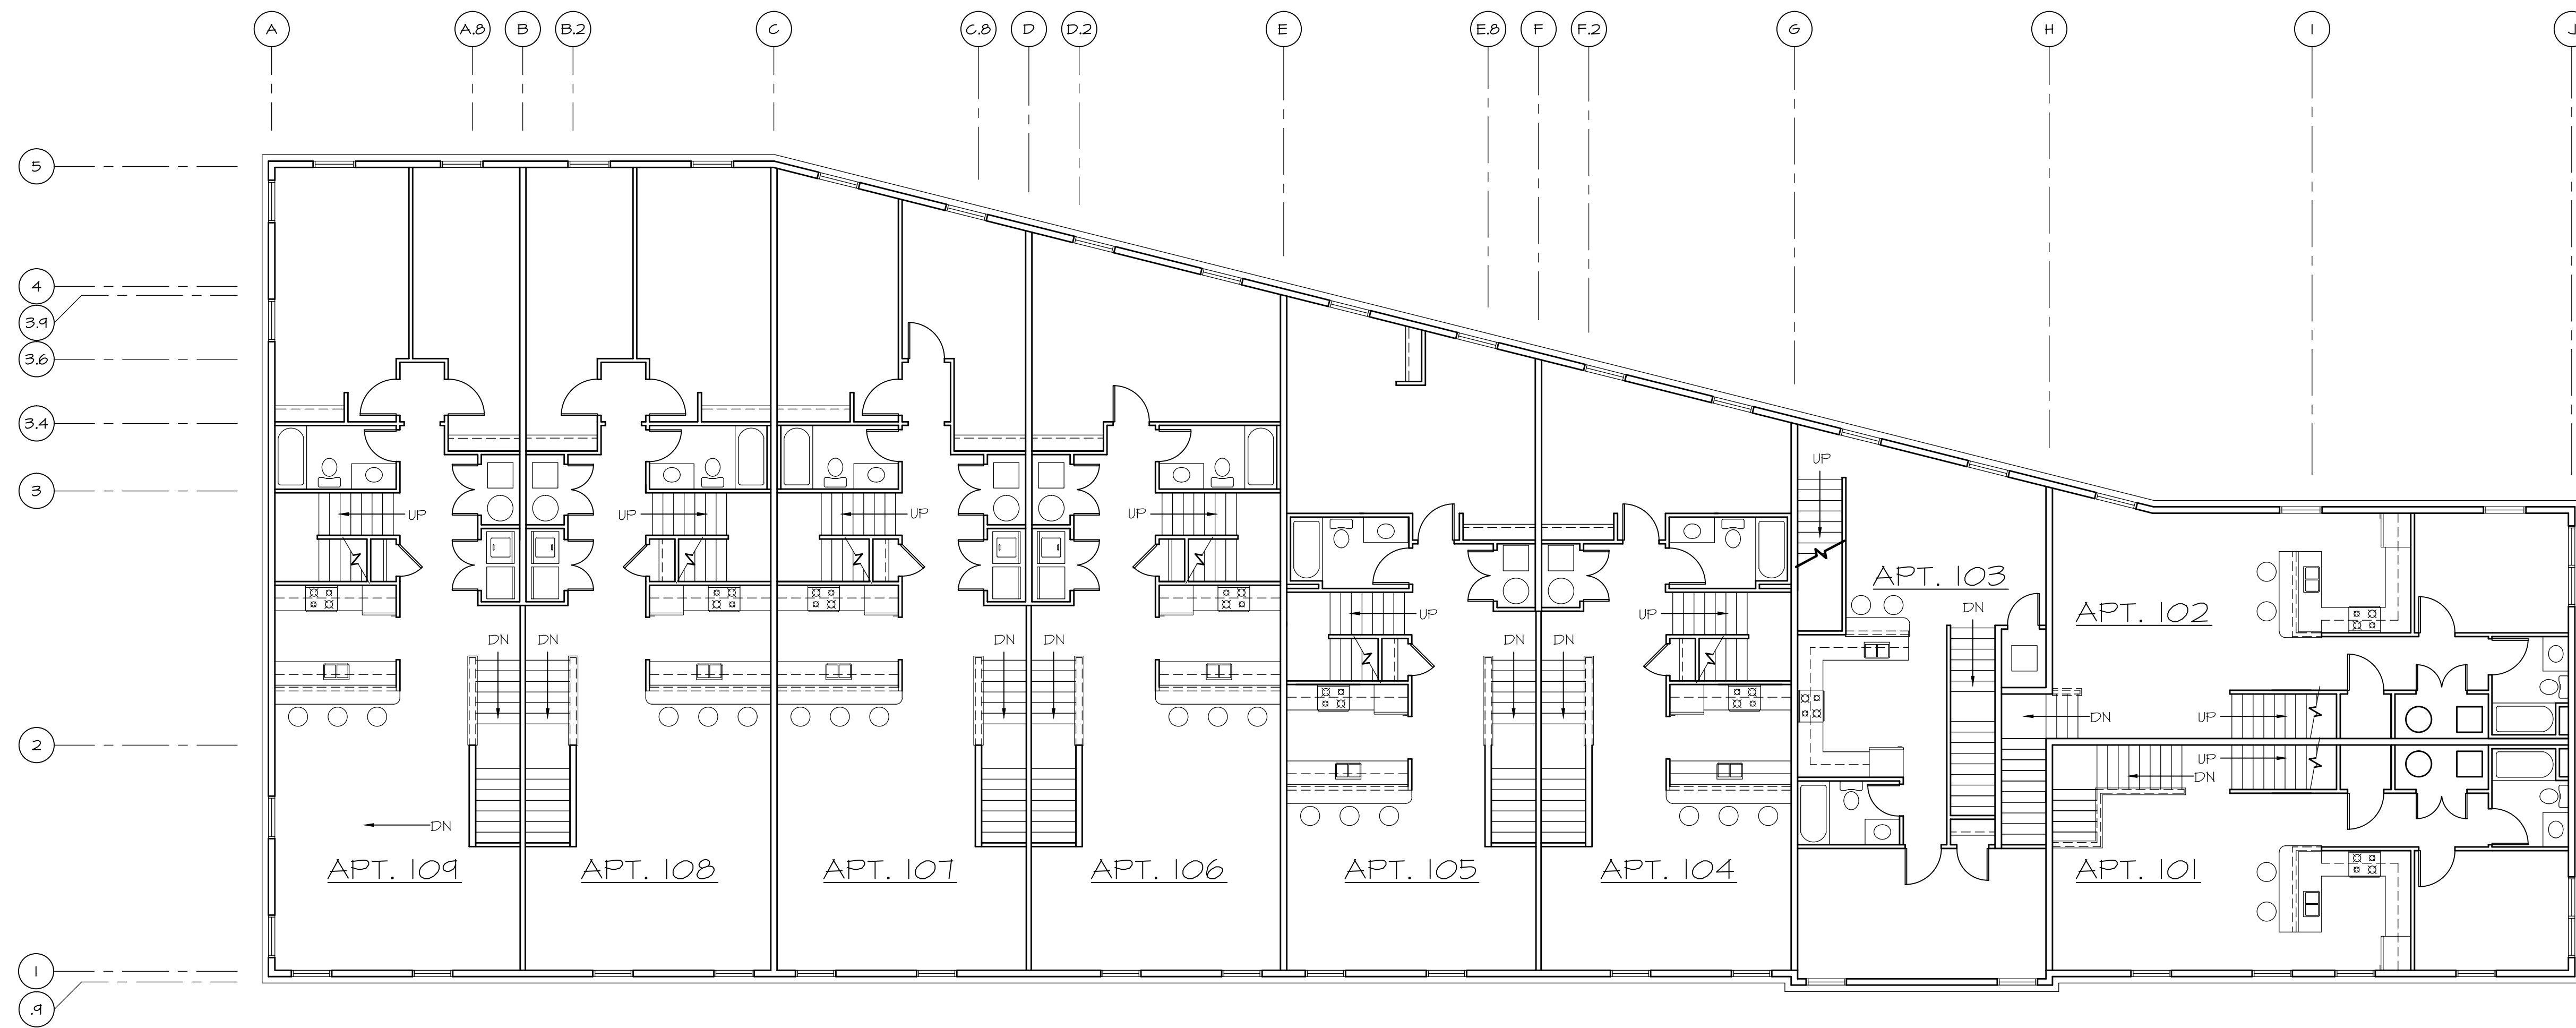 A A.8 B B.2 C C.8 D D.2 E E.8 F F.2 G H I J
5
4
3.9
3.6
3.4
3
2
1
.9
UP
UP UP UP UP
UP UP
APT. 103
DN
APT. 102
DN DN DN DN DN DN
DN UP
UP
DN
DN
APT. 109 APT. 108 APT. 107 APT. 106 APT. 105 APT. 104 APT. 101